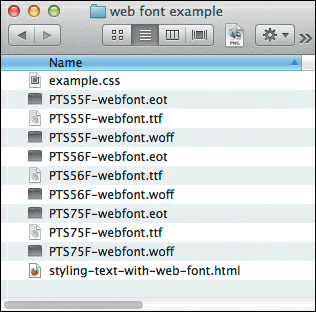 web font example
PNG
Name
example.css
PTS55F-webfont.eot
PTS55F-webfont.ttf
PTS55F-webfont.woff
PTS56F-webfont.eot
PTS56F-webfont.ttf
PTS56F-webfont.woff
PTS75F-webfont.eot
PTS75F-webfont.ttf
PTS75F-webfont.woff
styling-text-with-web-font.html